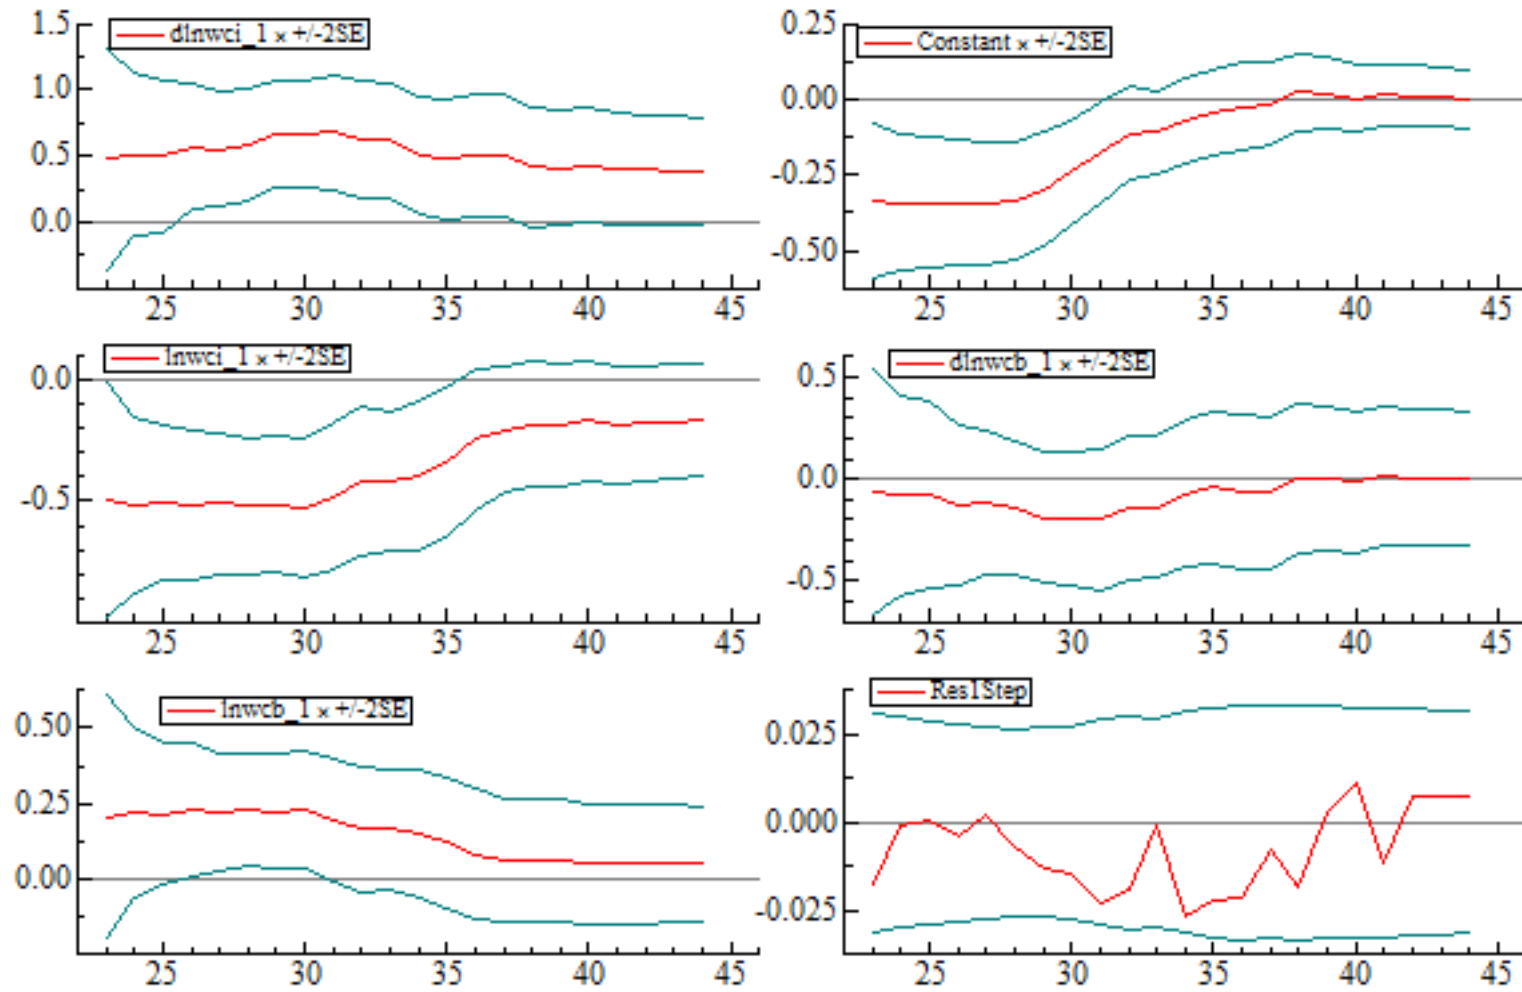 dlnwci_1 × +/-2SE
1.5
1.0
0.5
0.0
25 30 35 40 45
Constant × +/-2SE
0.25
0.00
-0.25
-0.50
25 30 35 40 45
lnwci_1 × +/-2SE
0.0
-0.5
25 30 35 40 45
dlnwcb_1 × +/-2SE
0.5
0.0
-0.5
25 30 35 40 45
lnwcb_1 × +/-2SE
0.50
0.25
0.00
25 30 35 40 45
Res1Step
0.025
0.000
-0.025
25 30 35 40 45